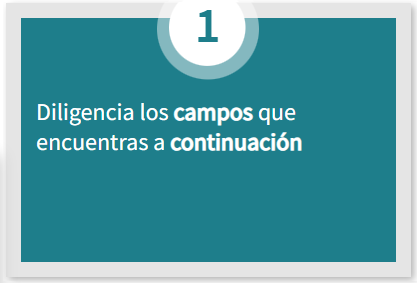 1
Diligencia los campos que
encuentras a continuación